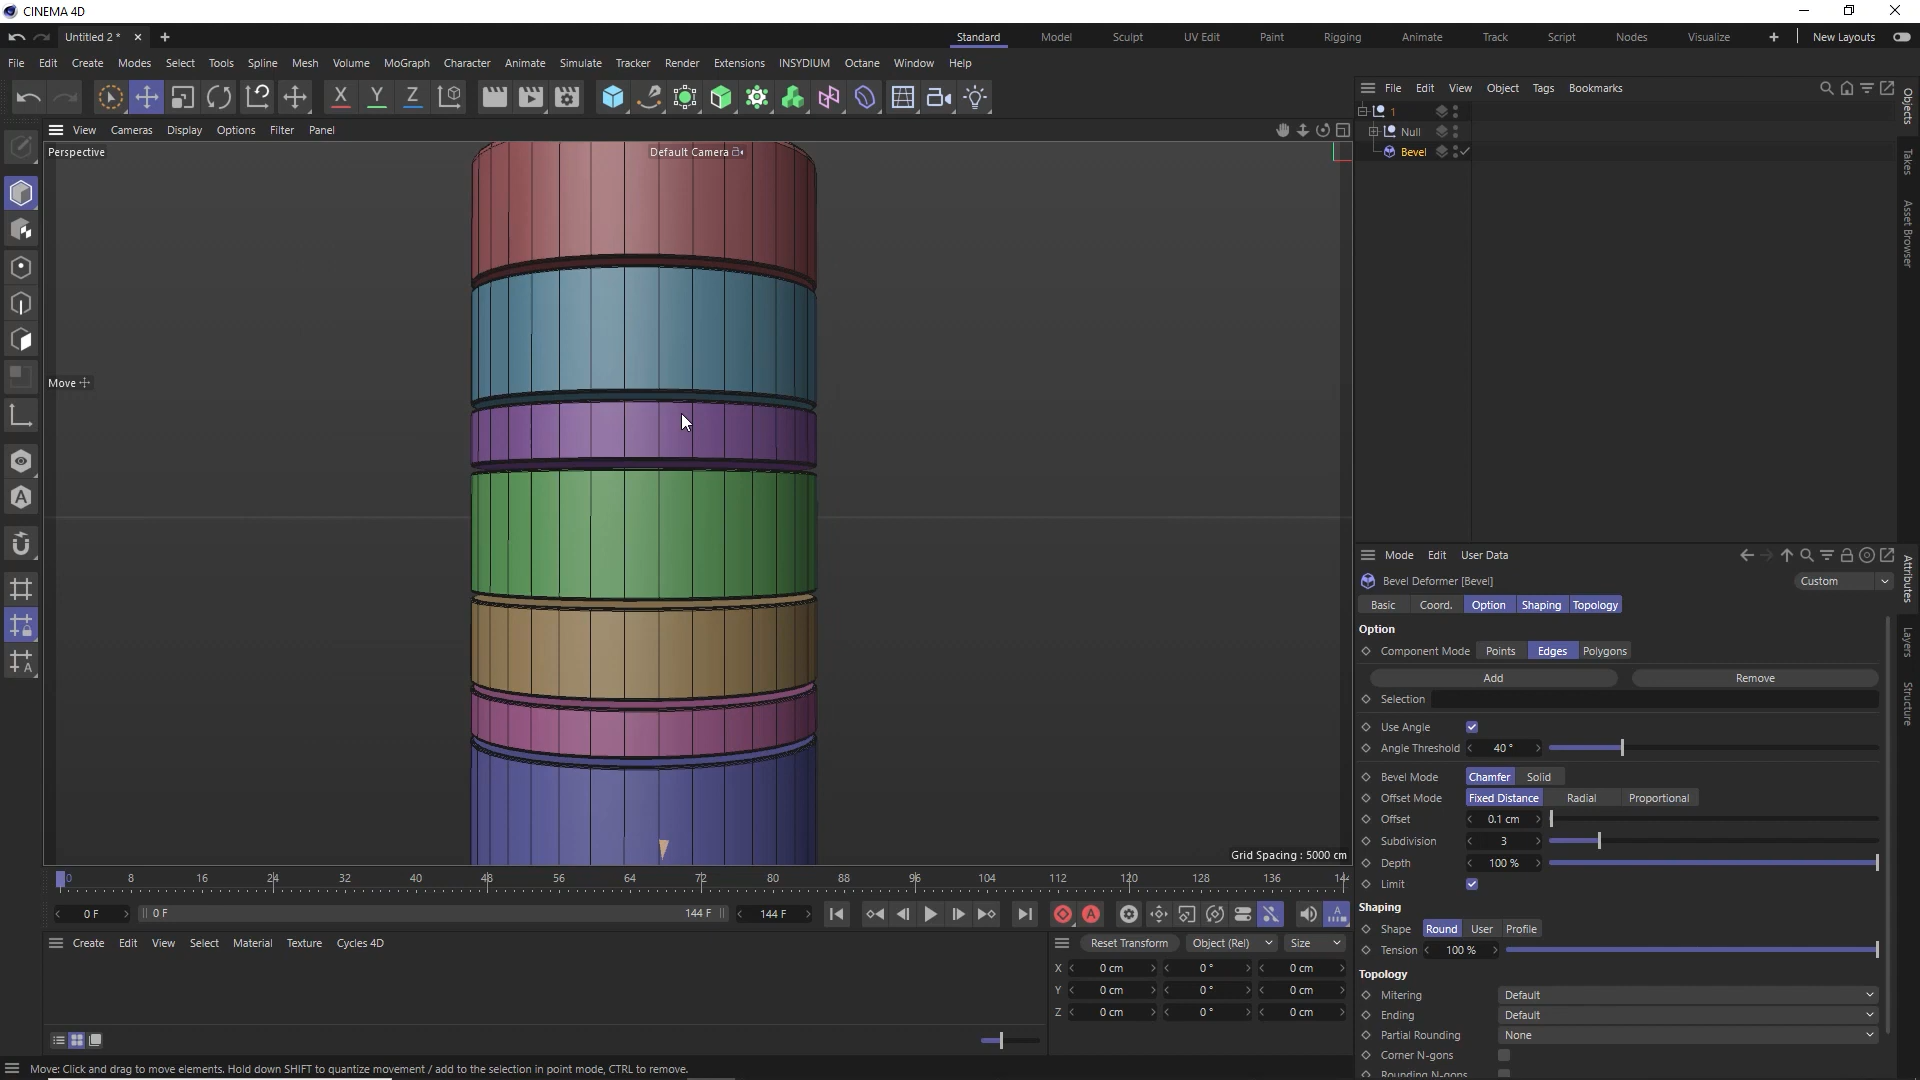 CINEMA 4D
Untitled 2 *
Standard Model Sculpt UV Edit Paint Rigging Animate Track Script Nodes Visualize New Layouts
File Edit Create Modes Select Tools Spline Mesh Volume MoGraph Character Animate Simulate Tracker Render Extensions INSYDIUM Octane Window Help
X Y Z
File Edit View Object Tags Bookmarks
View Cameras Display Options Filter Panel
Perspective
Default Camera
1
Null
Bevel
Objects
Takes
Asset Browser
Move
Grid Spacing : 5000 cm
Mode Edit User Data
Bevel Deformer [Bevel]
Custom
Basic Coord. Option Shaping Topology
Attributes
Layers
Structure
Option
Component Mode Points Edges Polygons
Add Remove
Selection
Use Angle
Angle Threshold 40 °
Bevel Mode Chamfer Solid
Offset Mode Fixed Distance Radial Proportional
Offset 0.1 cm
Subdivision 3
Depth 100 %
Limit
Shaping
Shape Round User Profile
Tension 100 %
Topology
Mitering Default
Ending Default
Partial Rounding None
Corner N-gons
Rounding N-gons
0 8 16 24 32 40 48 56 64 72 80 88 96 104 112 120 128 136 144
0 F 0 F 144 F 144 F
Create Edit View Select Material Texture Cycles 4D
Reset Transform Object (Rel) Size
X 0 cm 0 ° 0 cm
Y 0 cm 0 ° 0 cm
Z 0 cm 0 ° 0 cm
Move: Click and drag to move elements. Hold down SHIFT to quantize movement / add to the selection in point mode, CTRL to remove.